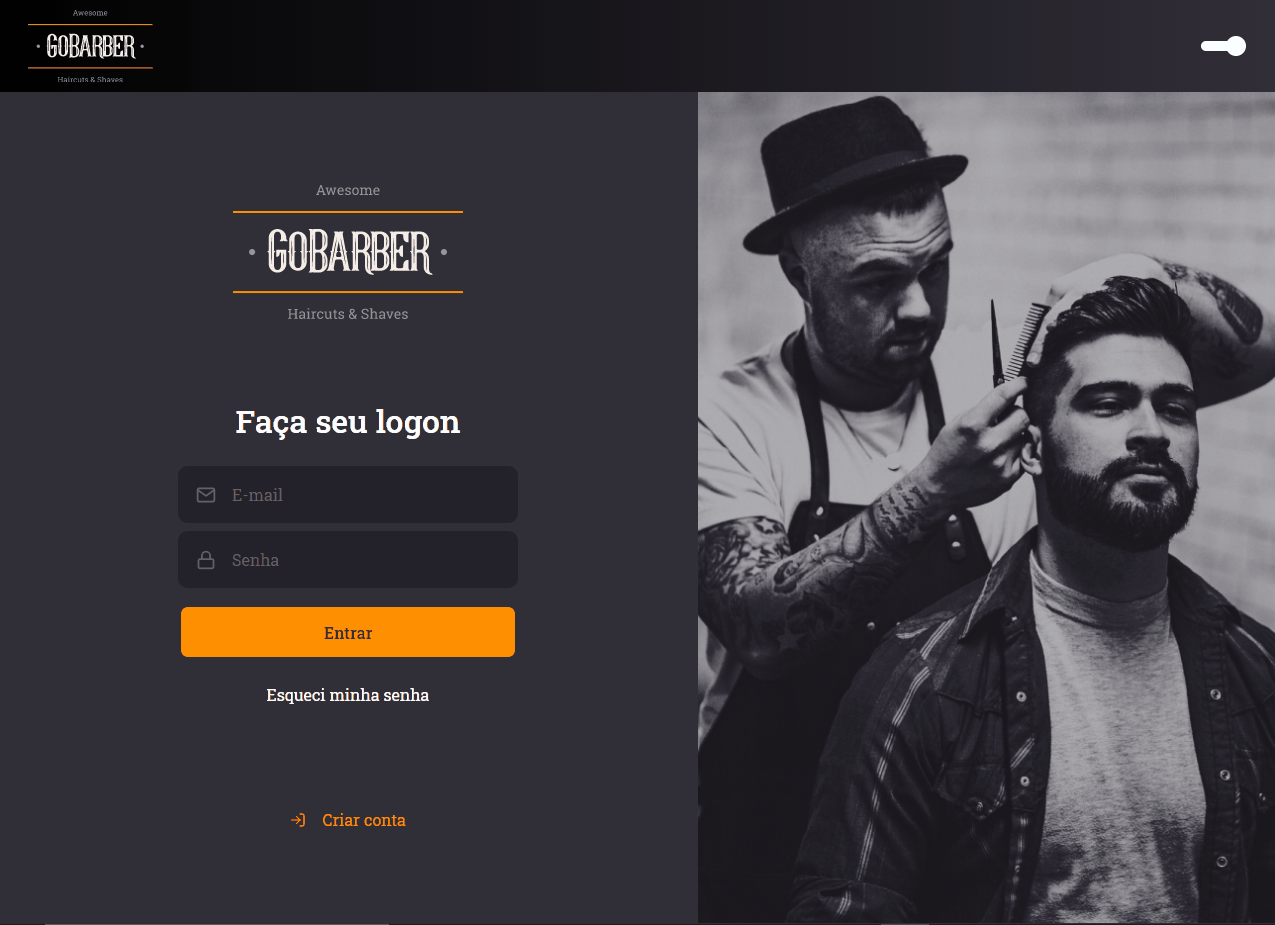 Awesome
GOBARBER
Haircuts & Shaves
Awesome
GOBARBER
Haircuts & Shaves
Faça seu logon
E-mail
Senha
Entrar
Esqueci minha senha
Criar conta